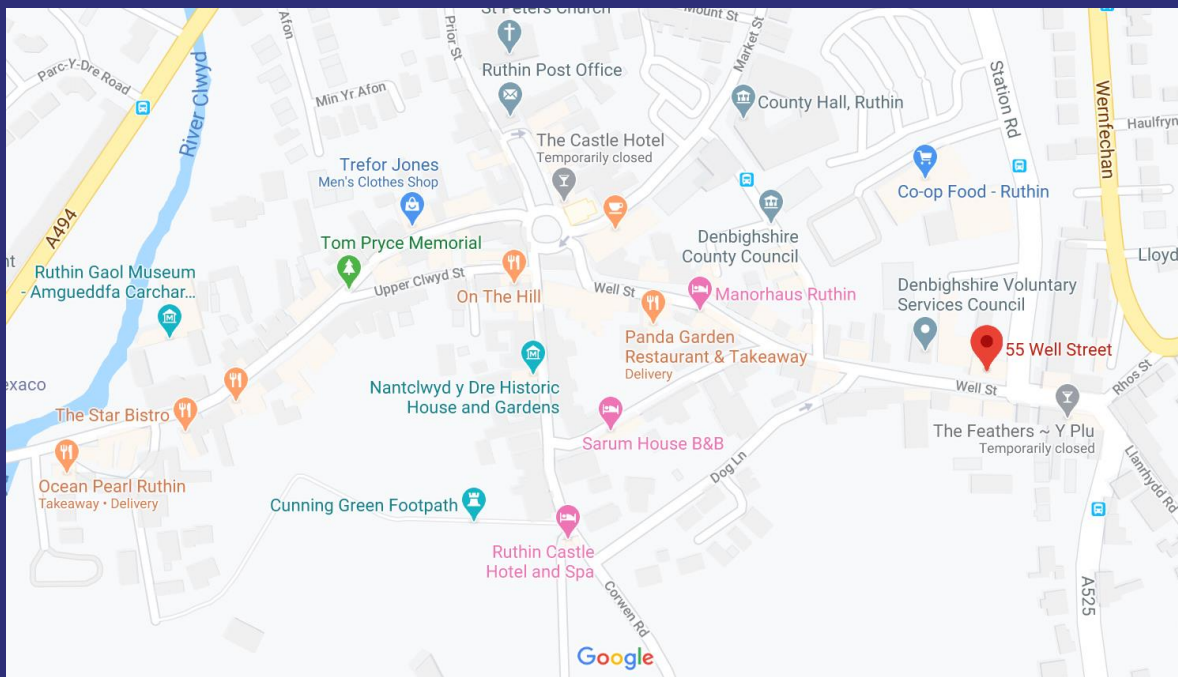 St Peters Church
Mount St
Afon
Prior St
Market St
Ruthin Post Office
Parc-Y-Dre Road
River Clwyd
Min Yr Afon
County Hall, Ruthin
Station Rd
Wernfechan
Haulfryn
The Castle Hotel
Temporarily closed
Trefor Jones
Men's Clothes Shop
Co-op Food - Ruthin
A494
Tom Pryce Memorial
Denbighshire
County Council
Lloyd
Ruthin Gaol Museum
- Amgueddfa Carchar...
Upper Clwyd St
On The Hill
Well St
Manorhaus Ruthin
Denbighshire Voluntary
Services Council
Panda Garden
Restaurant & Takeaway
Delivery
55 Well Street
exaco
Nantclwyd y Dre Historic
House and Gardens
Well St
Rhos St
The Star Bistro
Sarum House B&B
The Feathers ~ Y Plu
Temporarily closed
Dog Ln
Llanrhydd Rd
Ocean Pearl Ruthin
Takeaway • Delivery
Cunning Green Footpath
Ruthin Castle
Hotel and Spa
Corwen Rd
A525
Google